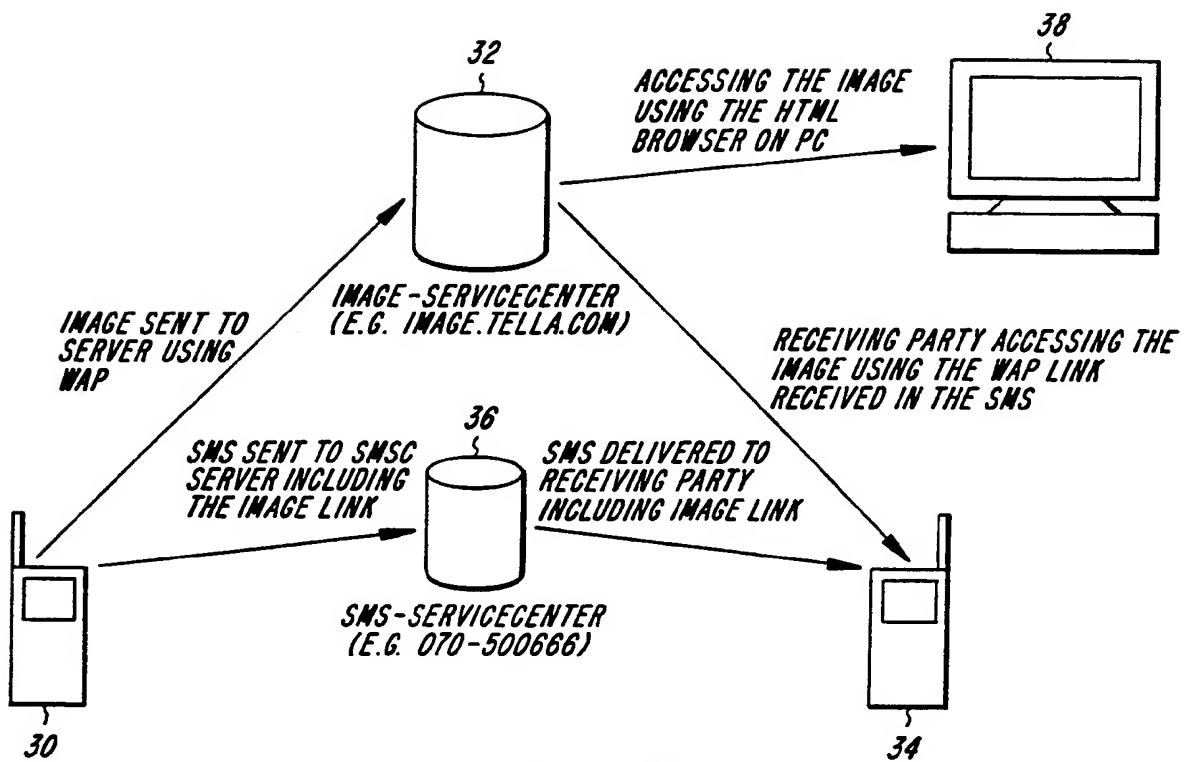 38
32
ACCESSING THE IMAGE
USING THE HTML
BROWSER ON PC
IMAGE-SERVICECENTER
(E.G. IMAGE.TELLA.COM)
IMAGE SENT TO
SERVER USING
WAP
RECEIVING PARTY ACCESSING THE
IMAGE USING THE WAP LINK
RECEIVED IN THE SMS
36
SMS SENT TO SMSC
SERVER INCLUDING
THE IMAGE LINK
SMS DELIVERED TO
RECEIVING PARTY
INCLUDING IMAGE LINK
SMS-SERVICECENTER
(E.G. 070-500666)
30
34